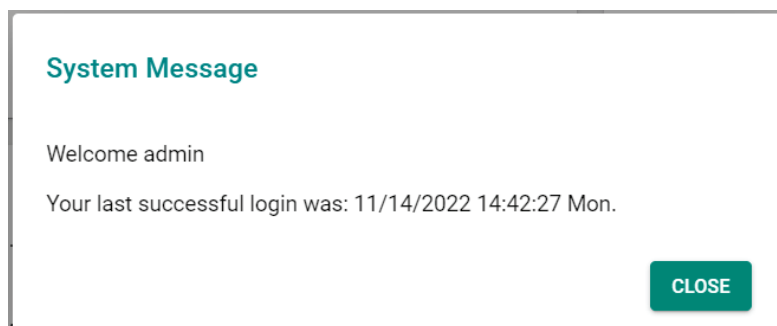 System Message
Welcome admin
Your last successful login was: 11/14/2022 14:42:27 Mon.
CLOSE